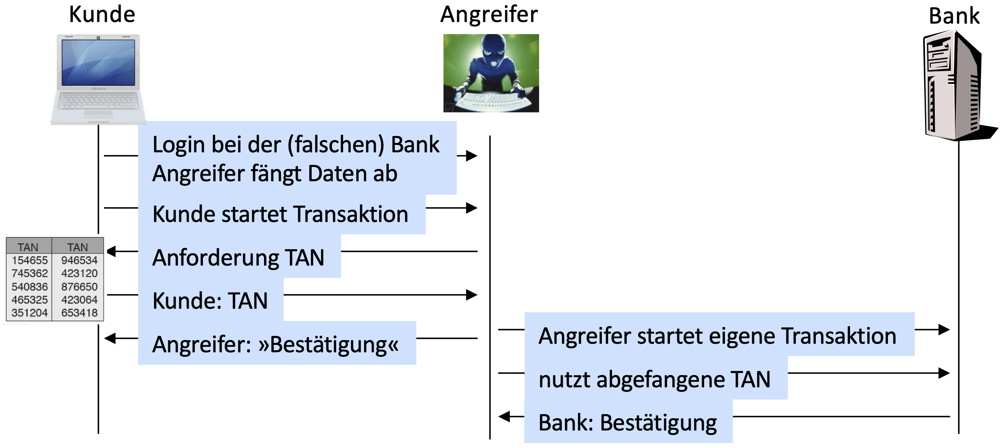 Kunde
Angreifer
Bank
Login bei der (falschen) Bank
Angreifer fängt Daten ab
Kunde startet Transaktion
Anforderung TAN
TAN TAN
154655 946534
745362 423120
540836 876650
465325 423064
351204 653418
Kunde: TAN
Angreifer: »Bestätigung«
Angreifer startet eigene Transaktion
nutzt abgefangene TAN
Bank: Bestätigung